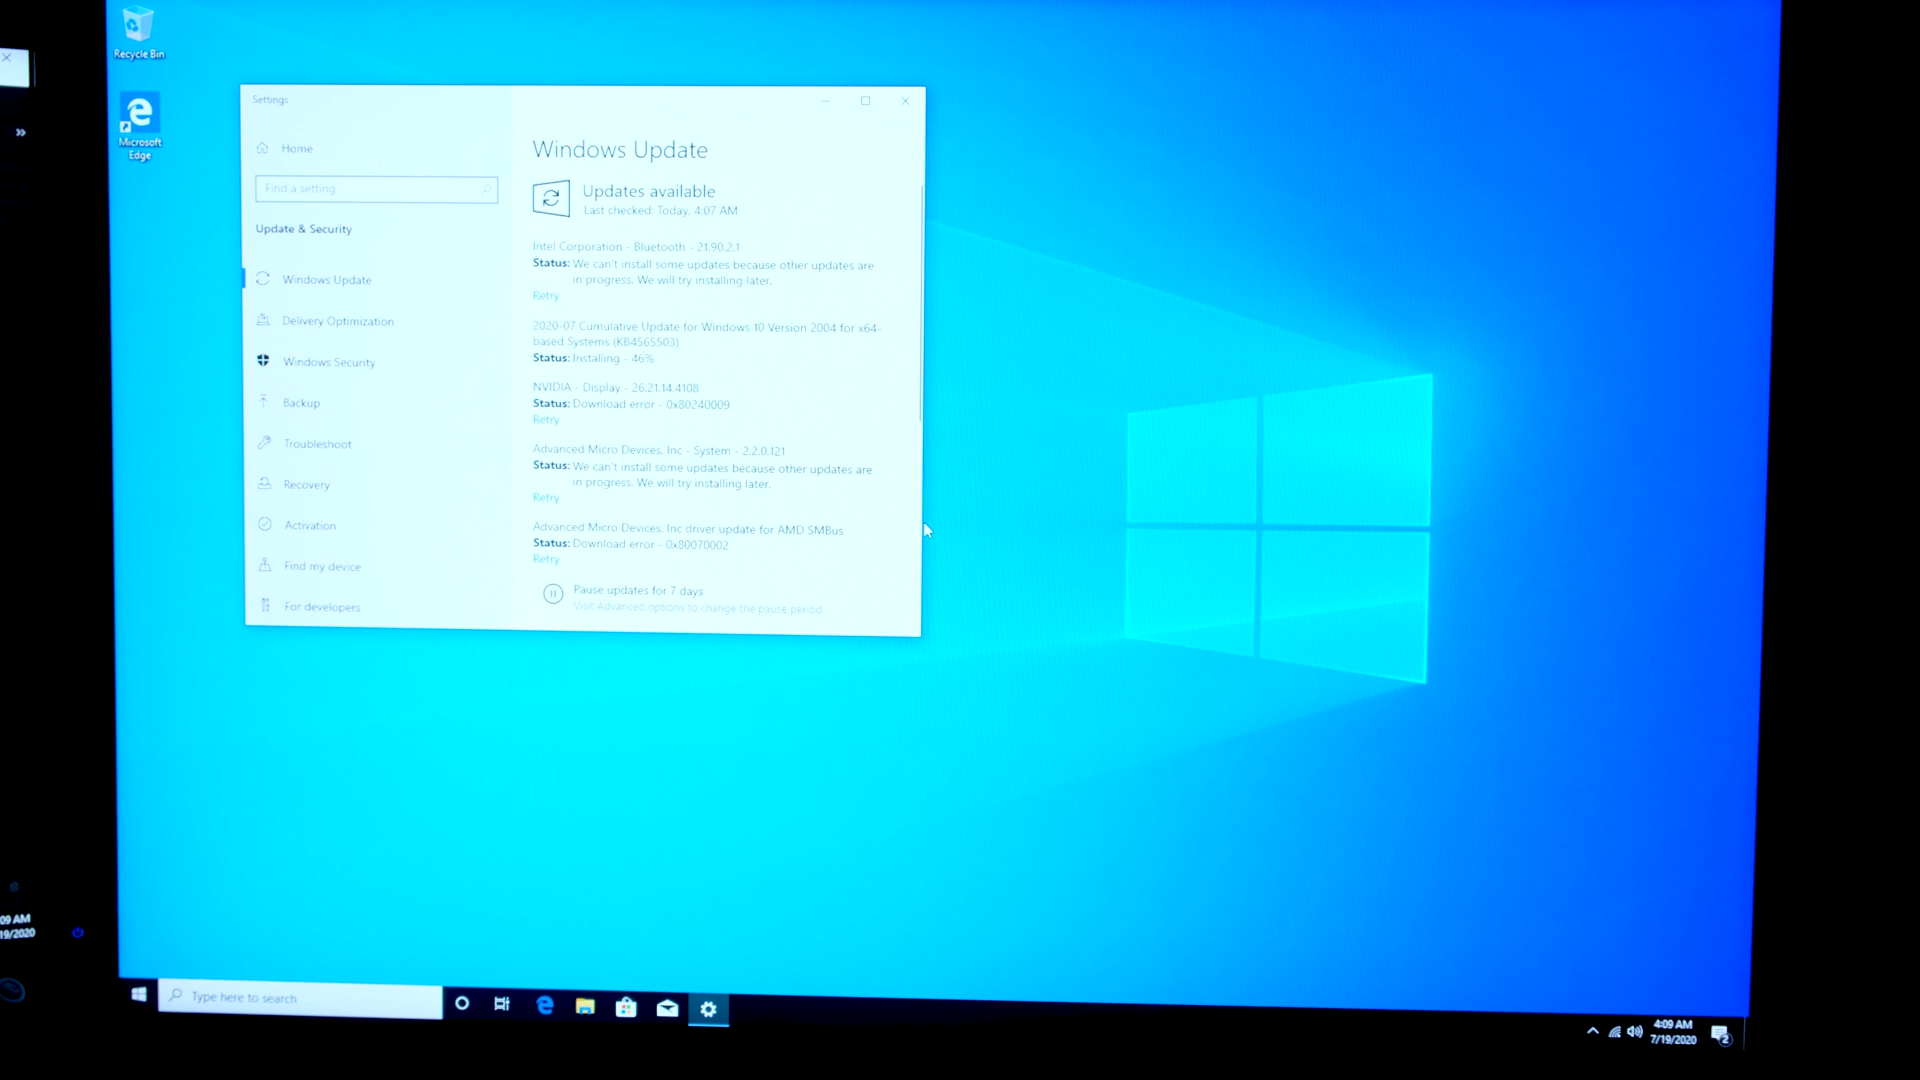 Recycle Bin
Microsoft
Edge
Settings
Home
Find a setting
Update & Security
Windows Update
Delivery Optimization
Windows Security
Backup
Troubleshoot
Recovery
Activation
Find my device
For developers
Windows Update
Updates available
Last checked: Today, 4:07 AM
Intel Corporation - Bluetooth - 21.90.2.1
Status: We can't install some updates because other updates are
in progress. We will try installing later.
Retry
2020-07 Cumulative Update for Windows 10 Version 2004 for x64-
based Systems (KB4565503)
Status: Installing - 46%
NVIDIA - Display - 26.21.14.4108
Status: Download error - 0x80240009
Retry
Advanced Micro Devices, Inc - System - 2.2.0.121
Status: We can't install some updates because other updates are
in progress. We will try installing later.
Retry
Advanced Micro Devices, Inc driver update for AMD SMBus
Status: Download error - 0x80070002
Retry
Pause updates for 7 days
Visit Advanced options to change the pause period
09 AM
19/2020
Type here to search
4:09 AM
7/19/2020
2